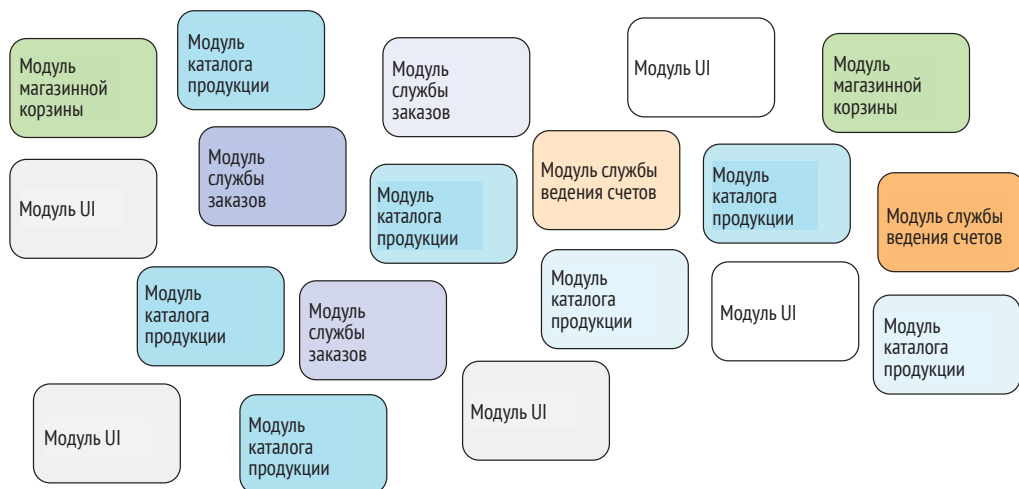 Модуль
магазинной
корзины
Модуль
каталога
продукции
Модуль
службы
заказов
Модуль UI
Модуль
магазинной
корзины
Модуль UI
Модуль
службы
заказов
Модуль
каталога
продукции
Модуль службы
ведения счетов
Модуль
каталога
продукции
Модуль службы
ведения счетов
Модуль
каталога
продукции
Модуль
службы
заказов
Модуль
каталога
продукции
Модуль UI
Модуль
каталога
продукции
Модуль UI
Модуль
каталога
продукции
Модуль UI